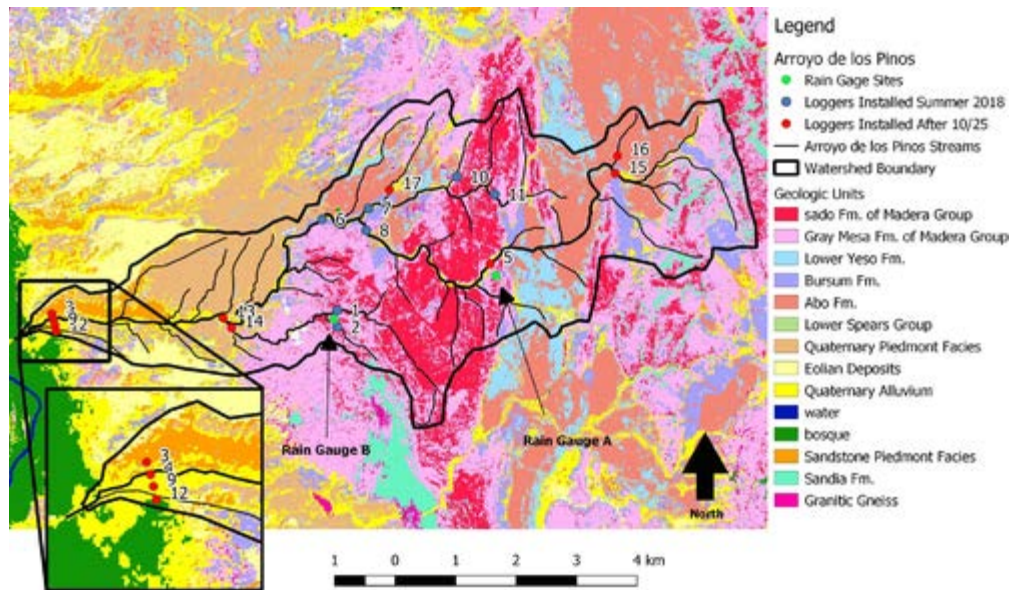 Legend
Arroyo de los Pinos
Rain Gage Sites
Loggers Installed Summer 2018
Loggers Installed After 10/25
Arroyo de los Pinos Streams
Watershed Boundary
Geologic Units
sado Fm. of Madera Group
Gray Mesa Fm. of Madera Group
Lower Yeso Fm.
Bursum Fm.
Abo Fm.
Lower Spears Group
Quaternary Piedmont Facies
Eolian Deposits
Quaternary Alluvium
water
bosque
Sandstone Piedmont Facies
Sandia Fm.
Granitic Gneiss
16
15
10
11
17
7
6
8
5
1
2
13
14
3
9
12
Rain Gauge B
Rain Gauge A
North
3
9
12
1 0 1 2 3 4 km